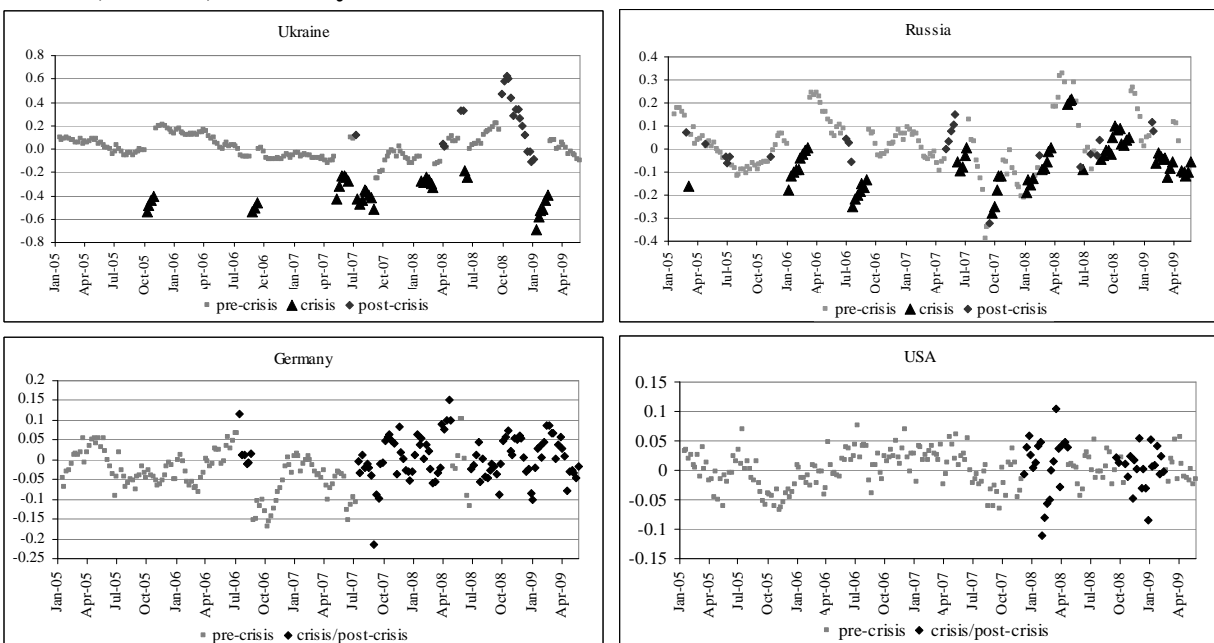 Ukraine
0.8
0.6
0.4
0.2
0.0
-0.2
-0.4
-0.6
-0.8
Jan-05 Apr-05 Jul-05 Oct-05 Jan-06 Apr-06 Jul-06 Oct-06 Jan-07 Apr-07 Jul-07 Oct-07 Jan-08 Apr-08 Jul-08 Oct-08 Jan-09 Apr-09
pre-crisis crisis post-crisis
Russia
0.4
0.3
0.2
0.1
0
-0.1
-0.2
-0.3
-0.4
Jan-05 Apr-05 Jul-05 Oct-05 Jan-06 Apr-06 Jul-06 Oct-06 Jan-07 Apr-07 Jul-07 Oct-07 Jan-08 Apr-08 Jul-08 Oct-08 Jan-09 Apr-09
pre-crisis crisis post-crisis
Germany
0.2
0.15
0.1
0.05
0
-0.05
-0.1
-0.15
-0.2
-0.25
Jan-05 Apr-05 Jul-05 Oct-05 Jan-06 Apr-06 Jul-06 Oct-06 Jan-07 Apr-07 Jul-07 Oct-07 Jan-08 Apr-08 Jul-08 Oct-08 Jan-09 Apr-09
pre-crisis crisis/post-crisis
USA
0.15
0.1
0.05
0
-0.05
-0.1
-0.15
Jan-05 Apr-05 Jul-05 Oct-05 Jan-06 Apr-06 Jul-06 Oct-06 Jan-07 Apr-07 Jul-07 Oct-07 Jan-08 Apr-08 Jul-08 Oct-08 Jan-09 Apr-09
pre-crisis crisis/post-crisis